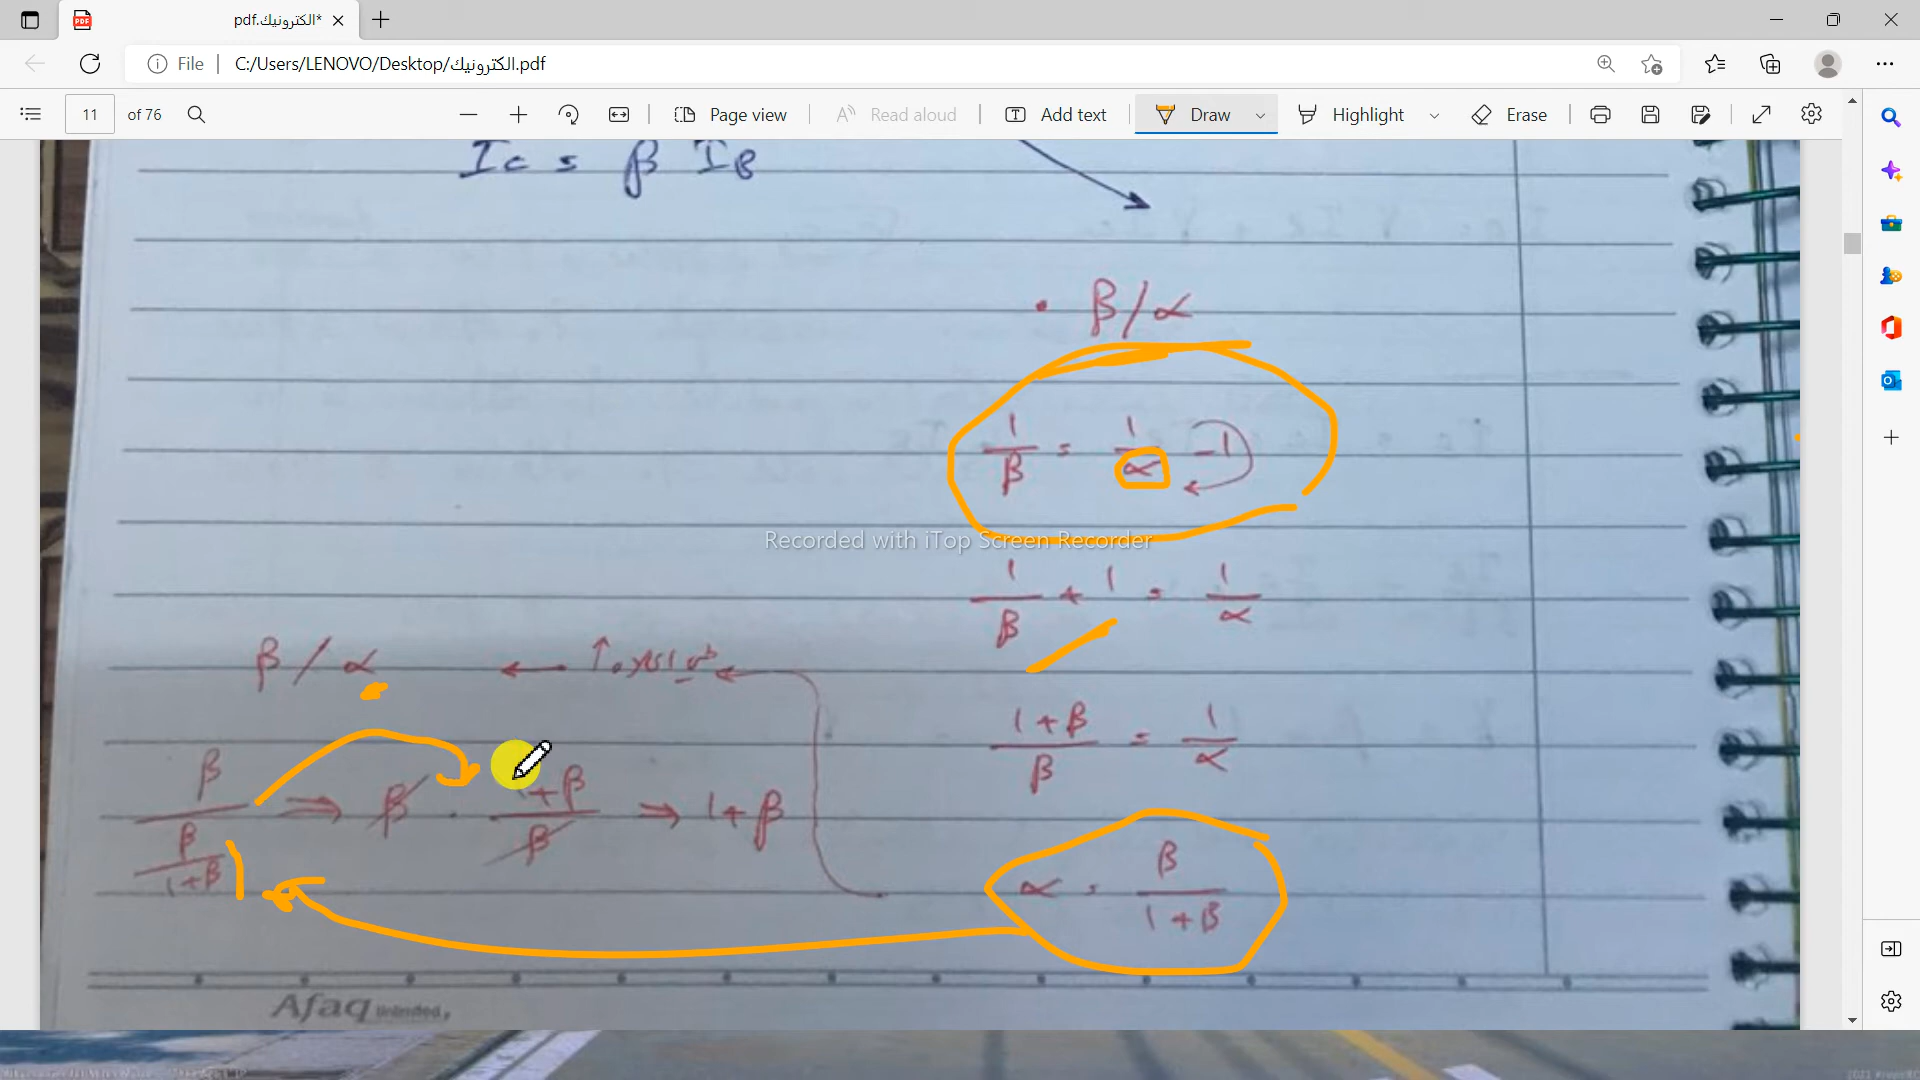 الكترونيك.pdf*
File
C:/Users/LENOVO/Desktop/الكترونيك.pdf
11 of 76
Page view
Read aloud
Add text
Draw
Highlight
Erase
Ic = β IB
• β/α
1/β = 1/α - 1
Recorded with iTop Screen Recorder
1/β + 1 = 1/α
β / α ←
(1+β)/β = 1/α
β/(β/(1+β)) ⇒ β . (1+β)/β ⇒ 1+β
α = β/(1+β)
Afaq Unlimited,